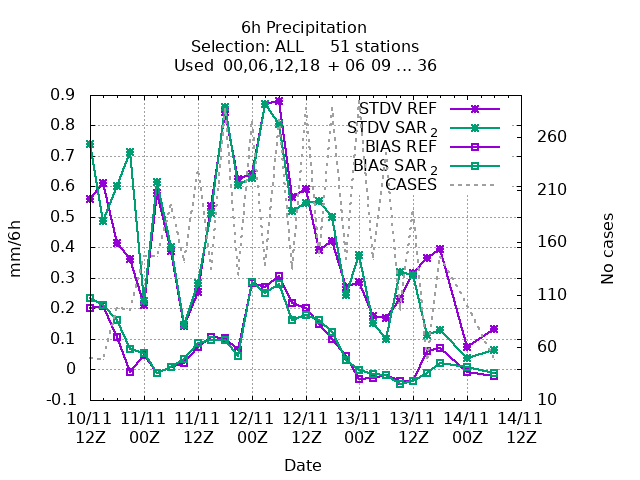 6h Precipitation
Selection: ALL 51 stations
Used 00,06,12,18 + 06 09 ... 36
STDV REF
STDV SAR 2
BIAS REF
BIAS SAR 2
CASES
0.9
0.8
0.7
0.6
0.5
0.4
0.3
0.2
0.1
0
-0.1
mm/6h
260
210
160
110
60
10
No cases
10/11 11/11 11/11 12/11 12/11 13/11 13/11 14/11 14/11
12Z 00Z 12Z 00Z 12Z 00Z 12Z 00Z 12Z
Date